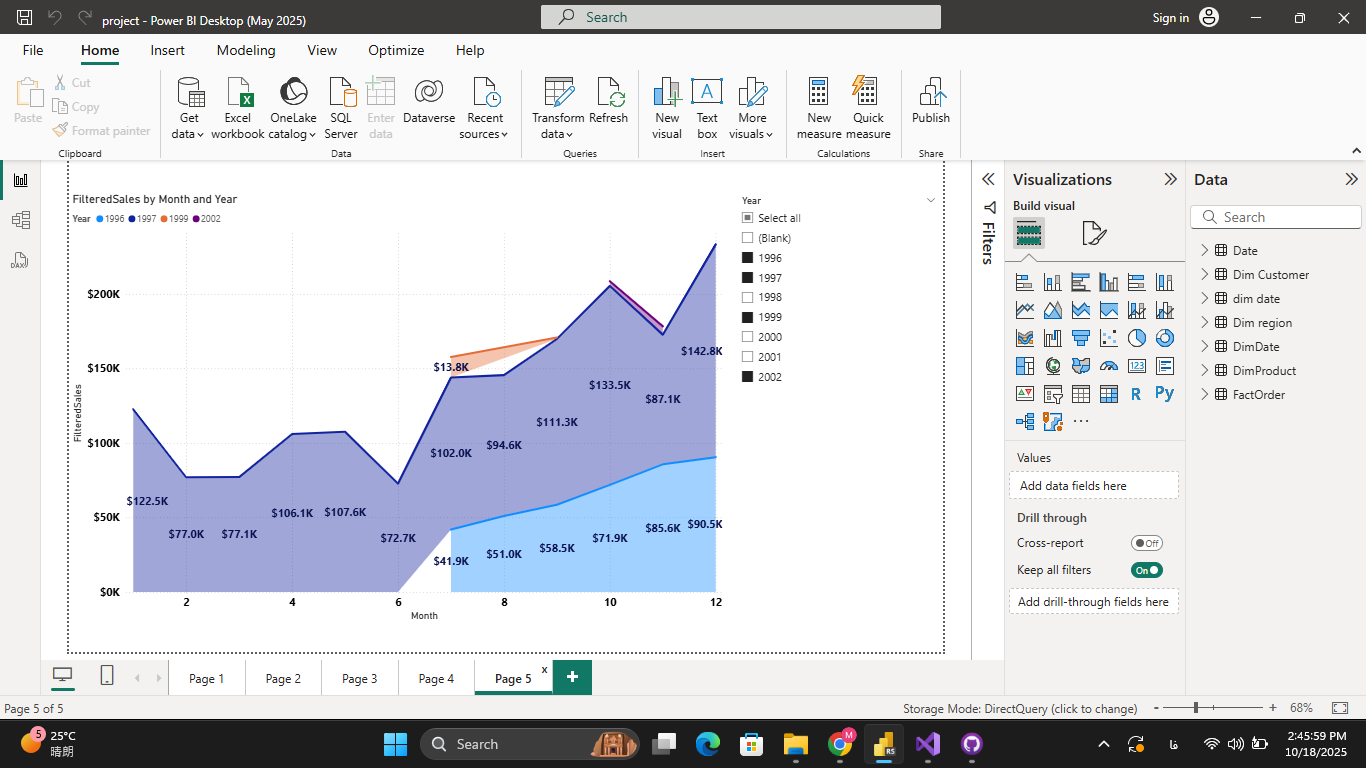 project - Power BI Desktop (May 2025)
Search
Sign in
File Home Insert Modeling View Optimize Help
Paste
Cut
Copy
Format painter
Clipboard
Get data
Excel workbook
OneLake catalog
SQL Server
Enter data
Dataverse
Recent sources
Data
Transform data
Refresh
Queries
New visual
Text box
More visuals
Insert
New measure
Quick measure
Calculations
Publish
Share
DAX
FilteredSales by Month and Year
Year 1996 1997 1999 2002
FilteredSales
$200K
$150K
$100K
$50K
$0K
$122.5K
$77.0K
$77.1K
$106.1K
$107.6K
$72.7K
$13.8K
$102.0K
$41.9K
$94.6K
$51.0K
$111.3K
$58.5K
$133.5K
$71.9K
$87.1K
$85.6K
$142.8K
$90.5K
2 4 6 8 10 12
Month
Year
Select all
(Blank)
1996
1997
1998
1999
2000
2001
2002
Filters
Visualizations
Build visual
123
R
Py
Values
Add data fields here
Drill through
Cross-report
Off
Keep all filters
On
Add drill-through fields here
Data
Search
Date
Dim Customer
dim date
Dim region
DimDate
DimProduct
FactOrder
Page 1 Page 2 Page 3 Page 4 Page 5 x +
Page 5 of 5
Storage Mode: DirectQuery (click to change)
- + 68%
5
25°C
晴朗
Search
M
RS
فا
2:45:59 PM
10/18/2025